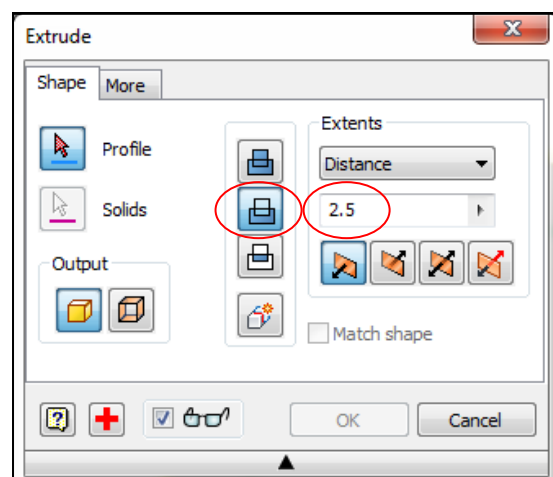 Extrude
Shape More
Profile
Solids
Output
Extents
Distance
2.5
Match shape
OK Cancel